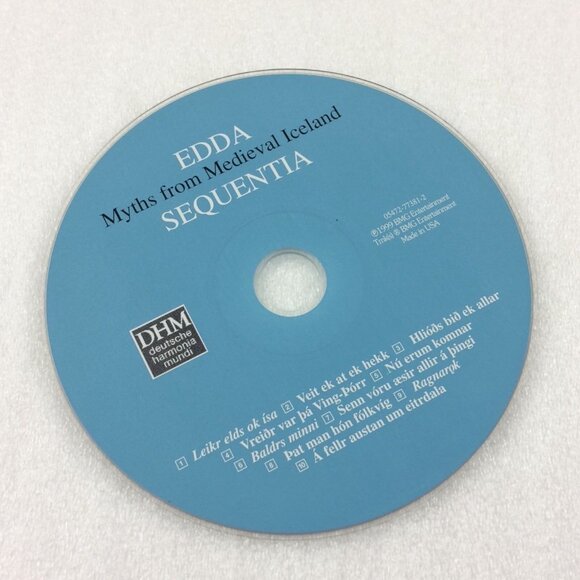 EDDA
Myths from Medieval Iceland
SEQUENTIA
05472-77381-2
℗1999 BMG Entertainment
Tmk(s) ® BMG Entertainment
Made in USA
DHM
deutsche
harmonia
mundi
1 Leikr elds ok ísa 2 Veit ek at ek hekk 3 Hlióðs bið ek allar
4 Vreiðr var þá Ving-Þórr 5 Nú erum komnar
6 Baldrs minni 7 Senn vóru æsir allir á þingi
8 Þat man hón fólkvíg 9 Ragnarǫk
10 Á fellr austan um eitrdala